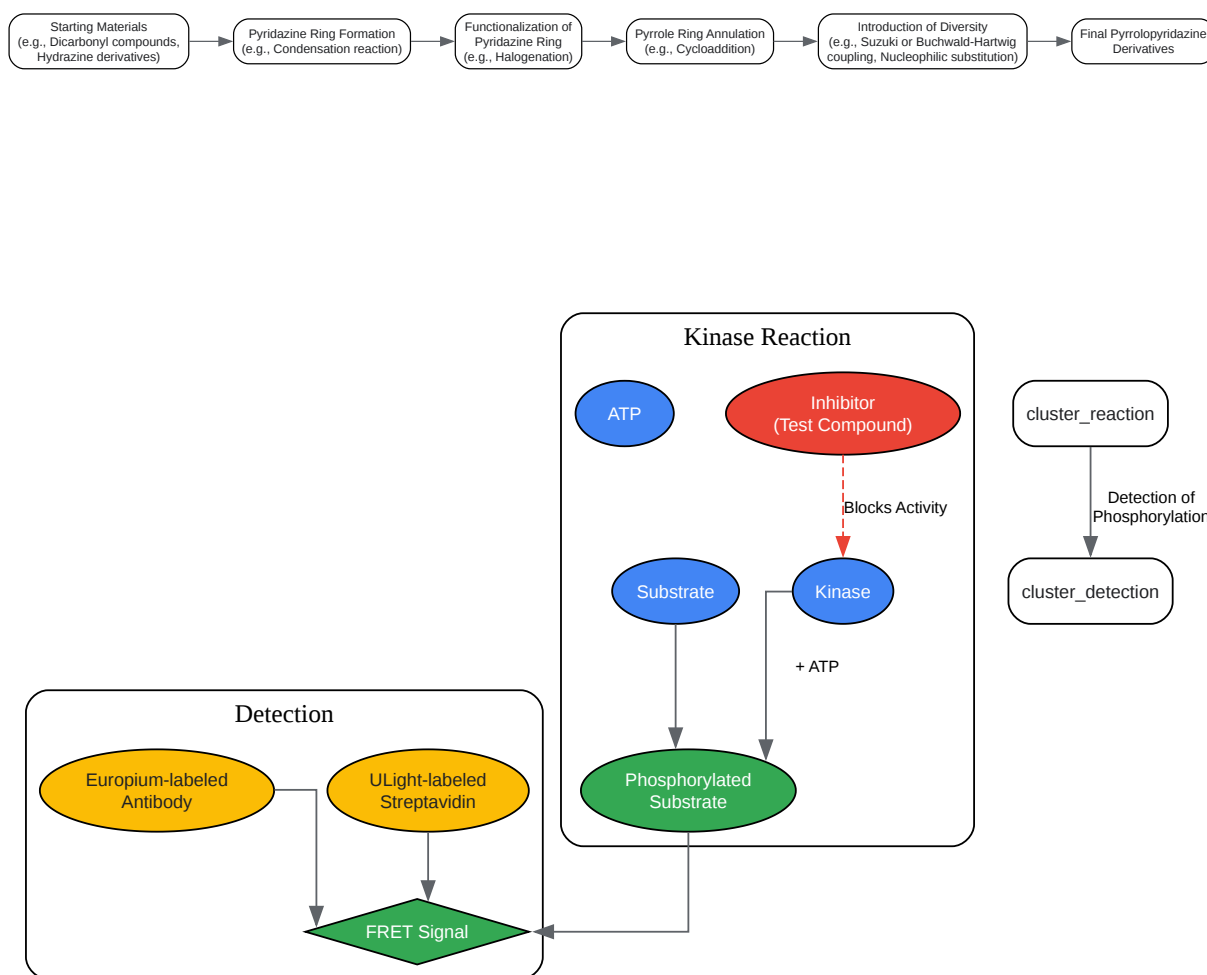 Starting Materials
(e.g., Dicarbonyl compounds,
Hydrazine derivatives)
Pyridazine Ring Formation
(e.g., Condensation reaction)
Functionalization of
Pyridazine Ring
(e.g., Halogenation)
Pyrrole Ring Annulation
(e.g., Cycloaddition)
Introduction of Diversity
(e.g., Suzuki or Buchwald-Hartwig
coupling, Nucleophilic substitution)
Final Pyrrolopyridazine
Derivatives
Kinase Reaction
ATP
Inhibitor
(Test Compound)
cluster_reaction
Blocks Activity
Detection of
Phosphorylation
Substrate
Kinase
cluster_detection
+ ATP
Detection
Europium-labeled
Antibody
ULight-labeled
Streptavidin
Phosphorylated
Substrate
FRET Signal